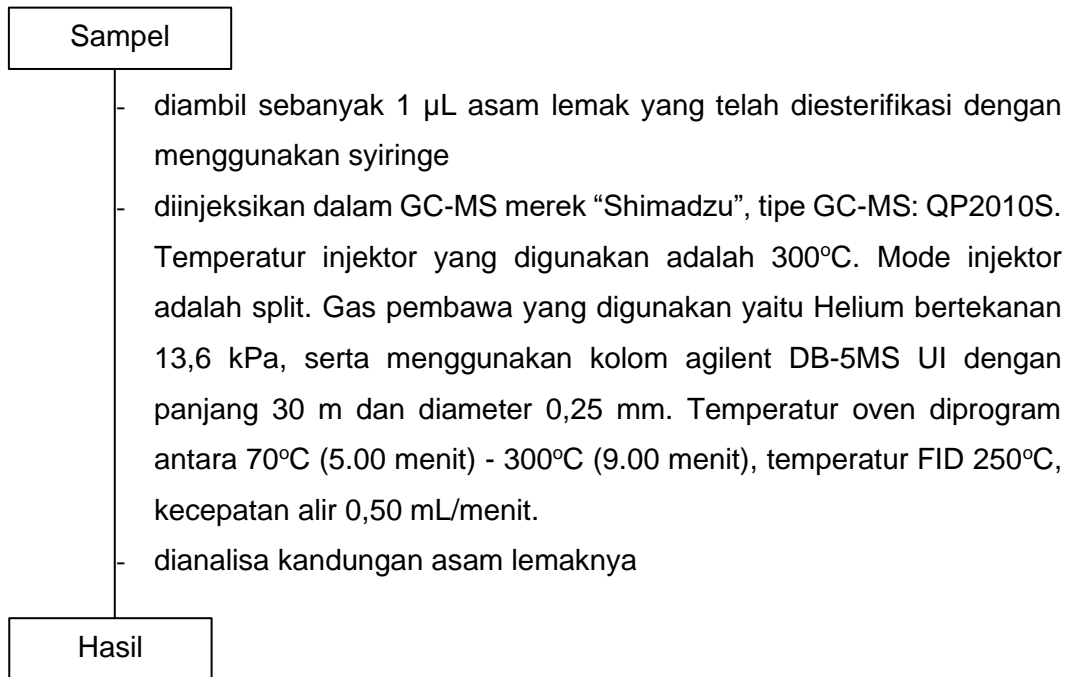 Sampel
- diambil sebanyak 1 µL asam lemak yang telah diesterifikasi dengan
menggunakan syiringe
- diinjeksikan dalam GC-MS merek “Shimadzu”, tipe GC-MS: QP2010S.
Temperatur injektor yang digunakan adalah 300ᵒC. Mode injektor
adalah split. Gas pembawa yang digunakan yaitu Helium bertekanan
13,6 kPa, serta menggunakan kolom agilent DB-5MS UI dengan
panjang 30 m dan diameter 0,25 mm. Temperatur oven diprogram
antara 70ᵒC (5.00 menit) - 300ᵒC (9.00 menit), temperatur FID 250ᵒC,
kecepatan alir 0,50 mL/menit.
- dianalisa kandungan asam lemaknya
Hasil